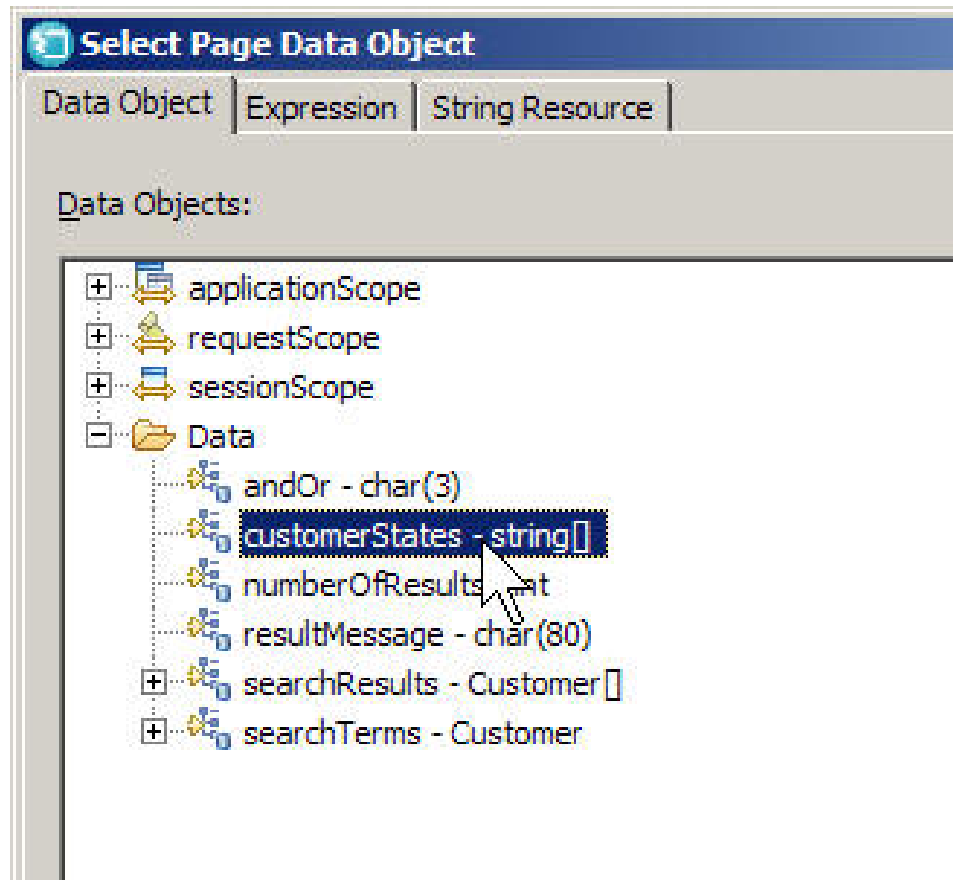 Select Page Data Object
Data Object Expression String Resource
Data Objects:
applicationScope
requestScope
sessionScope
Data
andOr - char(3)
customerStates - string[]
numberOfResults
resultMessage - char(80)
searchResults - Customer[]
searchTerms - Customer